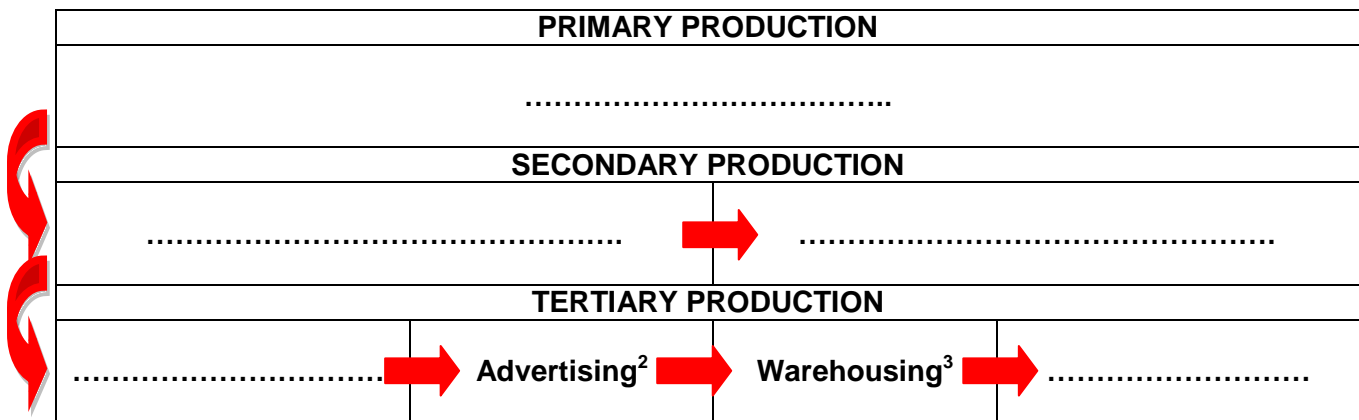 PRIMARY PRODUCTION
…………………………………..
SECONDARY PRODUCTION
…………………………………………. ………………………………………….
TERTIARY PRODUCTION
………………………….. Advertising² Warehousing³ ………………………